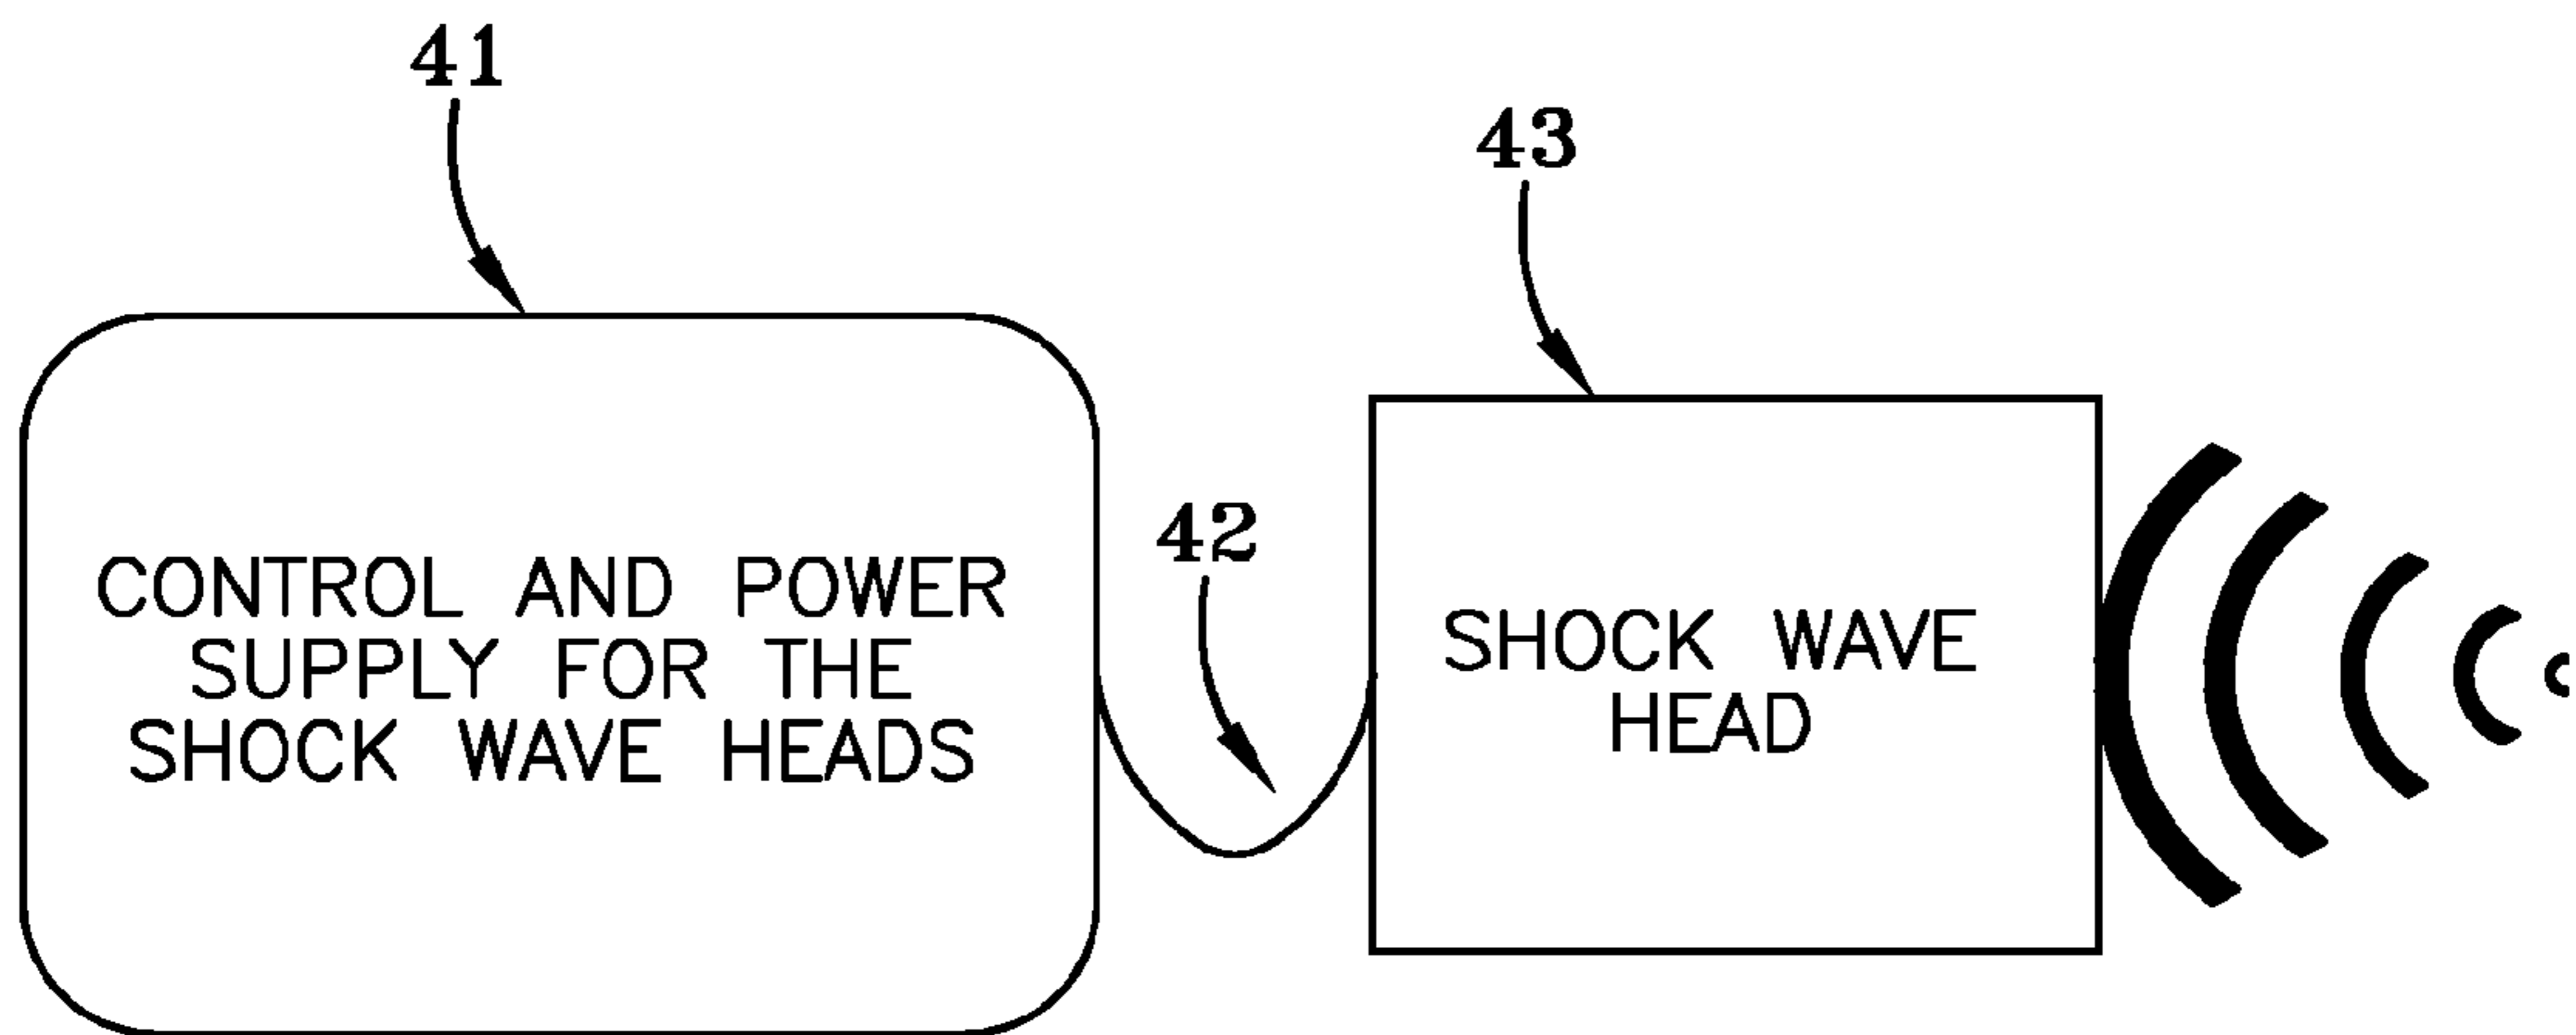 41
43
42
CONTROL AND POWER
SUPPLY FOR THE
SHOCK WAVE HEADS
SHOCK WAVE
HEAD